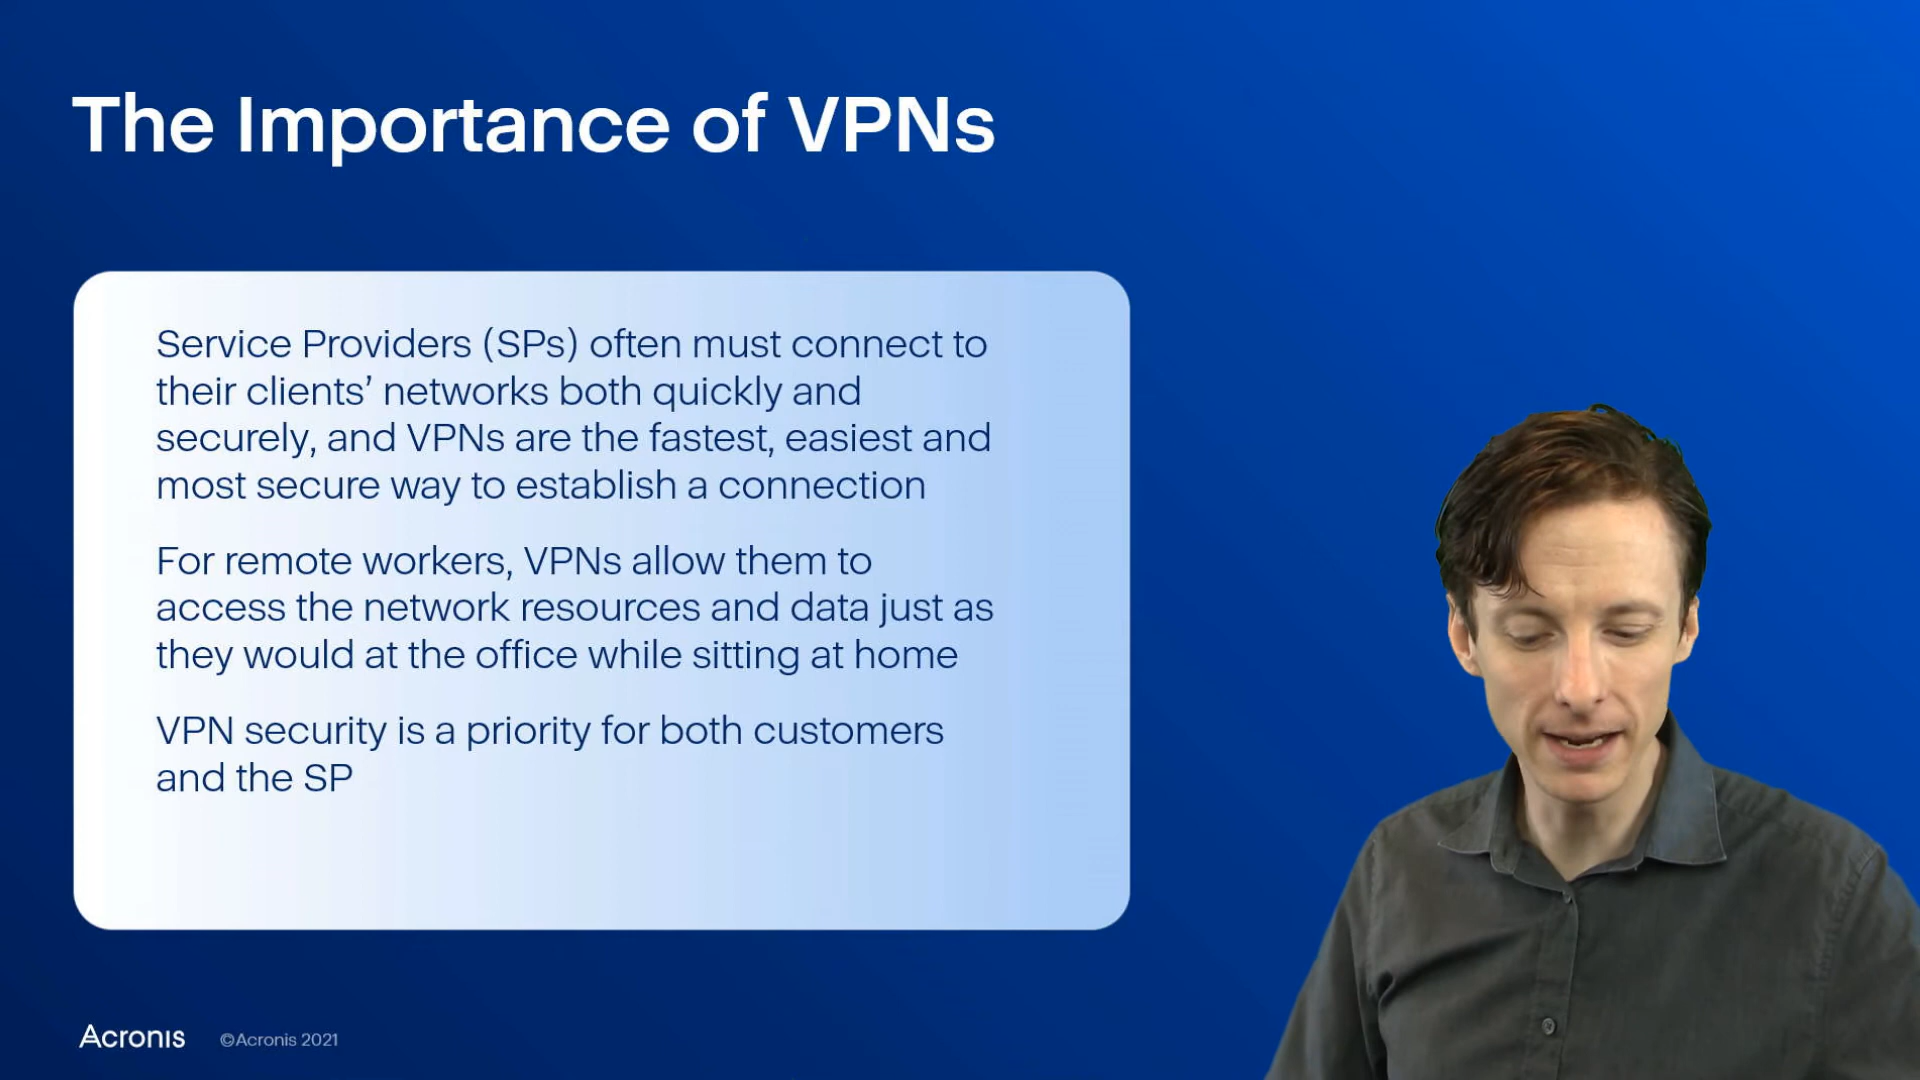 The Importance of VPNs
Service Providers (SPs) often must connect to
their clients’ networks both quickly and
securely, and VPNs are the fastest, easiest and
most secure way to establish a connection
For remote workers, VPNs allow them to
access the network resources and data just as
they would at the office while sitting at home
VPN security is a priority for both customers
and the SP
Acronis ©Acronis 2021